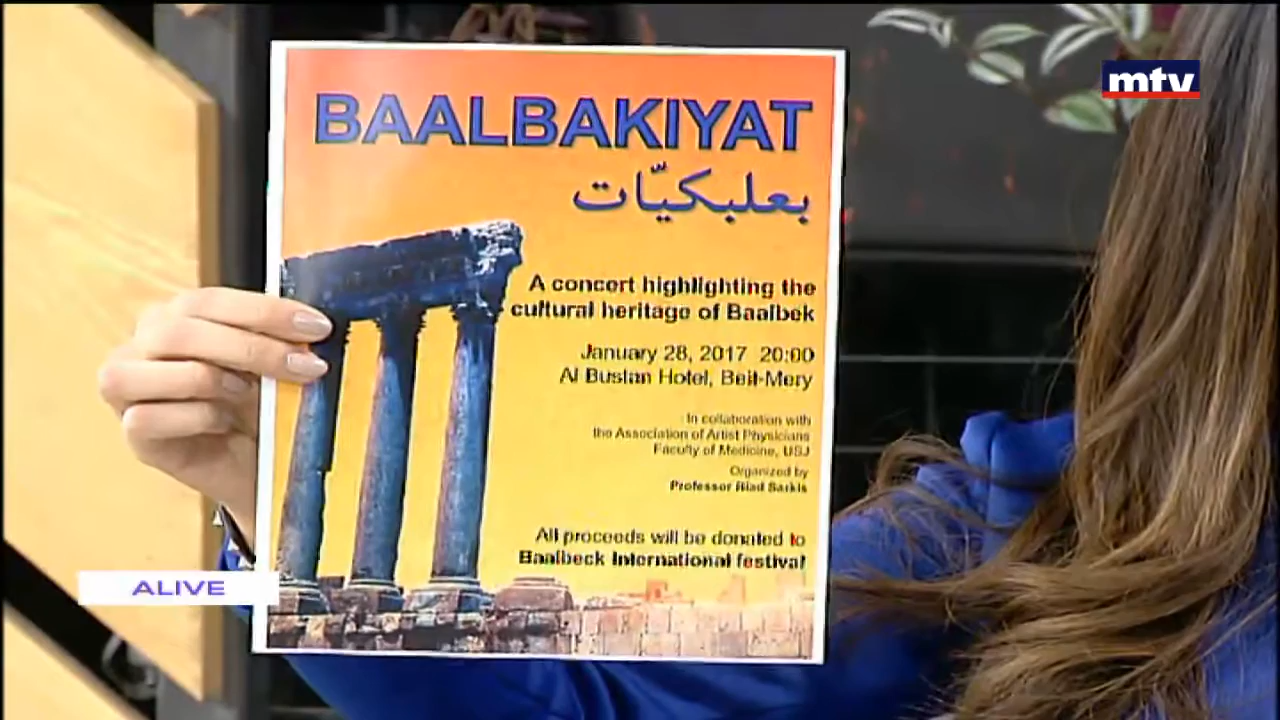 mtv
BAALBAKIYAT
بعلبكيّات
A concert highlighting the
cultural heritage of Baalbek
January 28, 2017 20:00
Al Bustan Hotel, Beit-Mery
In collaboration with
the Association of Artist Physicians
Faculty of Medicine, USJ
Organized by
Professor Riad Sarkis
All proceeds will be donated to
Baalbeck International festival
ALIVE